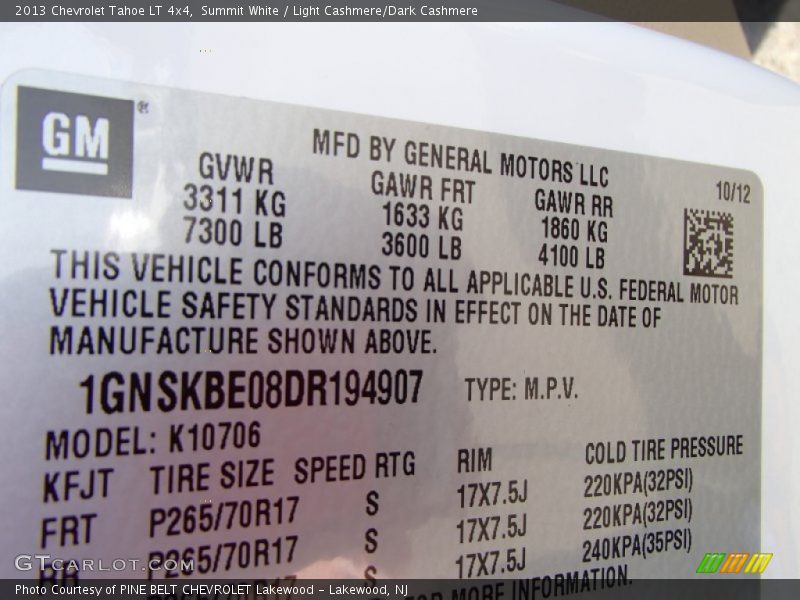 2013 Chevrolet Tahoe LT 4x4, Summit White / Light Cashmere/Dark Cashmere
GM ®
MFD BY GENERAL MOTORS LLC
10/12
GVWR GAWR FRT GAWR RR
3311 KG 1633 KG 1860 KG
7300 LB 3600 LB 4100 LB
THIS VEHICLE CONFORMS TO ALL APPLICABLE U.S. FEDERAL MOTOR
VEHICLE SAFETY STANDARDS IN EFFECT ON THE DATE OF
MANUFACTURE SHOWN ABOVE.
1GNSKBE08DR194907 TYPE: M.P.V.
MODEL: K10706
KFJT TIRE SIZE SPEED RTG RIM COLD TIRE PRESSURE
FRT P265/70R17 S 17X7.5J 220KPA(32PSI)
RR P265/70R17 S 17X7.5J 220KPA(32PSI)
S 17X7.5J 240KPA(35PSI)
MORE INFORMATION.
GTCARLOT.COM
Photo Courtesy of PINE BELT CHEVROLET Lakewood - Lakewood, NJ